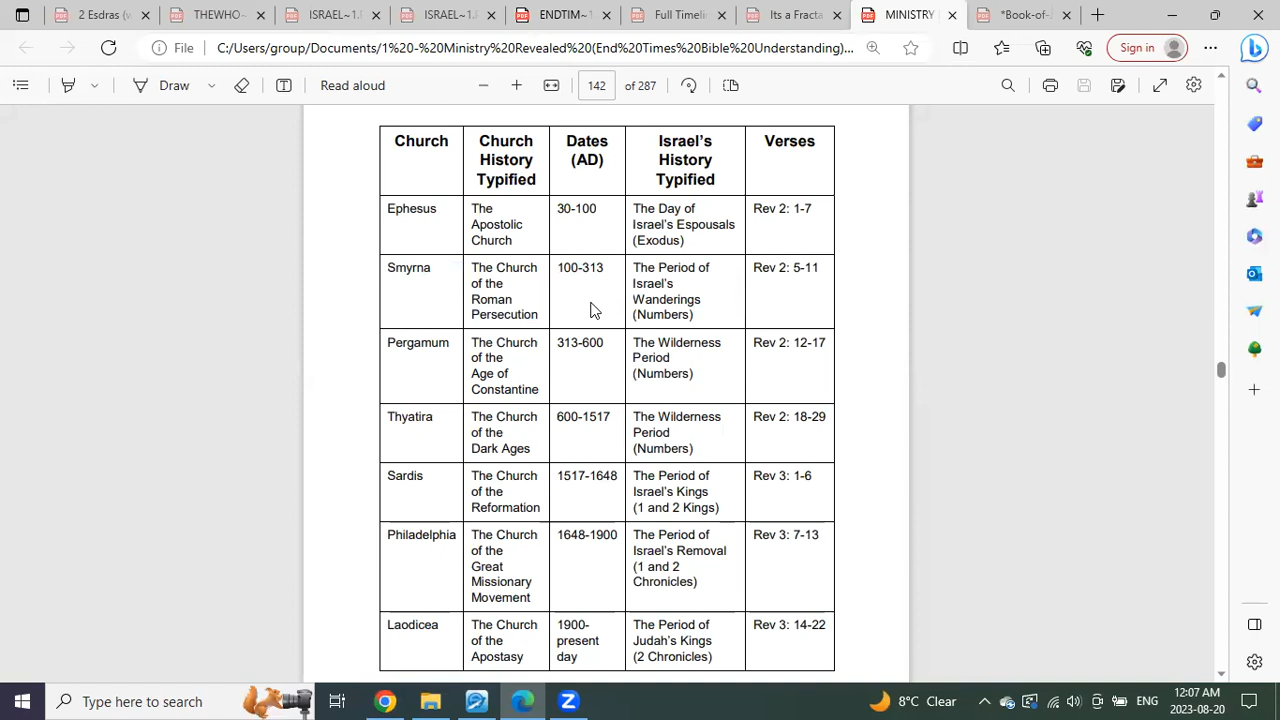 2 Esdras (v
THEWHO-
ISRAEL~1.
ISRAEL~1.P
ENDTIM~
Full Timeli
Its a Fracta
MINISTRY
*Book-of-J
File
C:/Users/group/Documents/1%20-%20Ministry%20Revealed%20(End%20Times%20Bible%20Understanding)...
Sign in
Draw
Read aloud
142
of 287
Church
Church History Typified
Dates (AD)
Israel's History Typified
Verses
Ephesus
The
Apostolic
Church
30-100
The Day of
Israel's Espousals
(Exodus)
Rev 2: 1-7
Smyrna
The Church
of the
Roman
Persecution
100-313
The Period of
Israel's
Wanderings
(Numbers)
Rev 2: 5-11
Pergamum
The Church
of the
Age of
Constantine
313-600
The Wilderness
Period
(Numbers)
Rev 2: 12-17
Thyatira
The Church
of the
Dark Ages
600-1517
The Wilderness
Period
(Numbers)
Rev 2: 18-29
Sardis
The Church
of the
Reformation
1517-1648
The Period of
Israel's Kings
(1 and 2 Kings)
Rev 3: 1-6
Philadelphia
The Church
of the
Great
Missionary
Movement
1648-1900
The Period of
Israel's Removal
(1 and 2
Chronicles)
Rev 3: 7-13
Laodicea
The Church
of the
Apostasy
1900-
present
day
The Period of
Judah's Kings
(2 Chronicles)
Rev 3: 14-22
Type here to search
8°C Clear
ENG
12:07 AM
2023-08-20